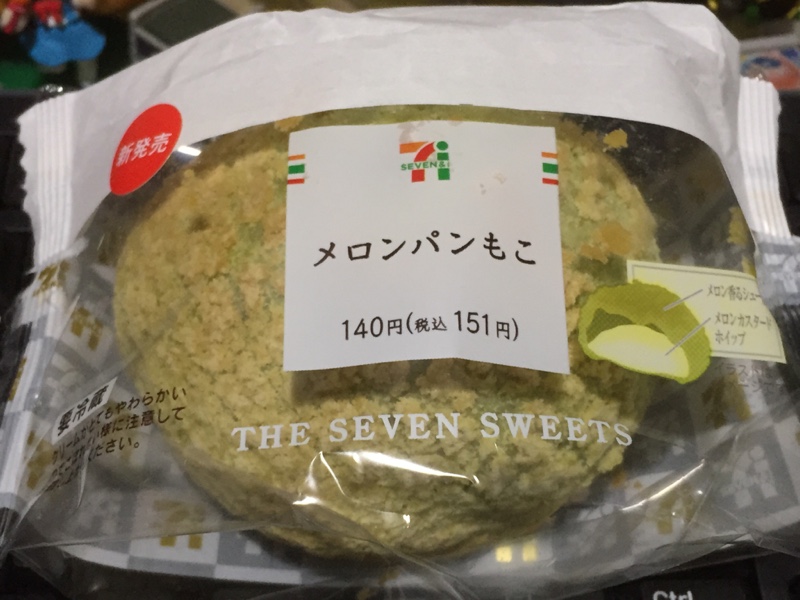 新発売
SEVEN&i
メロンパンもこ
140円(税込151円)
メロン香るシュー
メロンカスタード
ホイップ
要冷蔵
THE SEVEN SWEETS
Ctrl